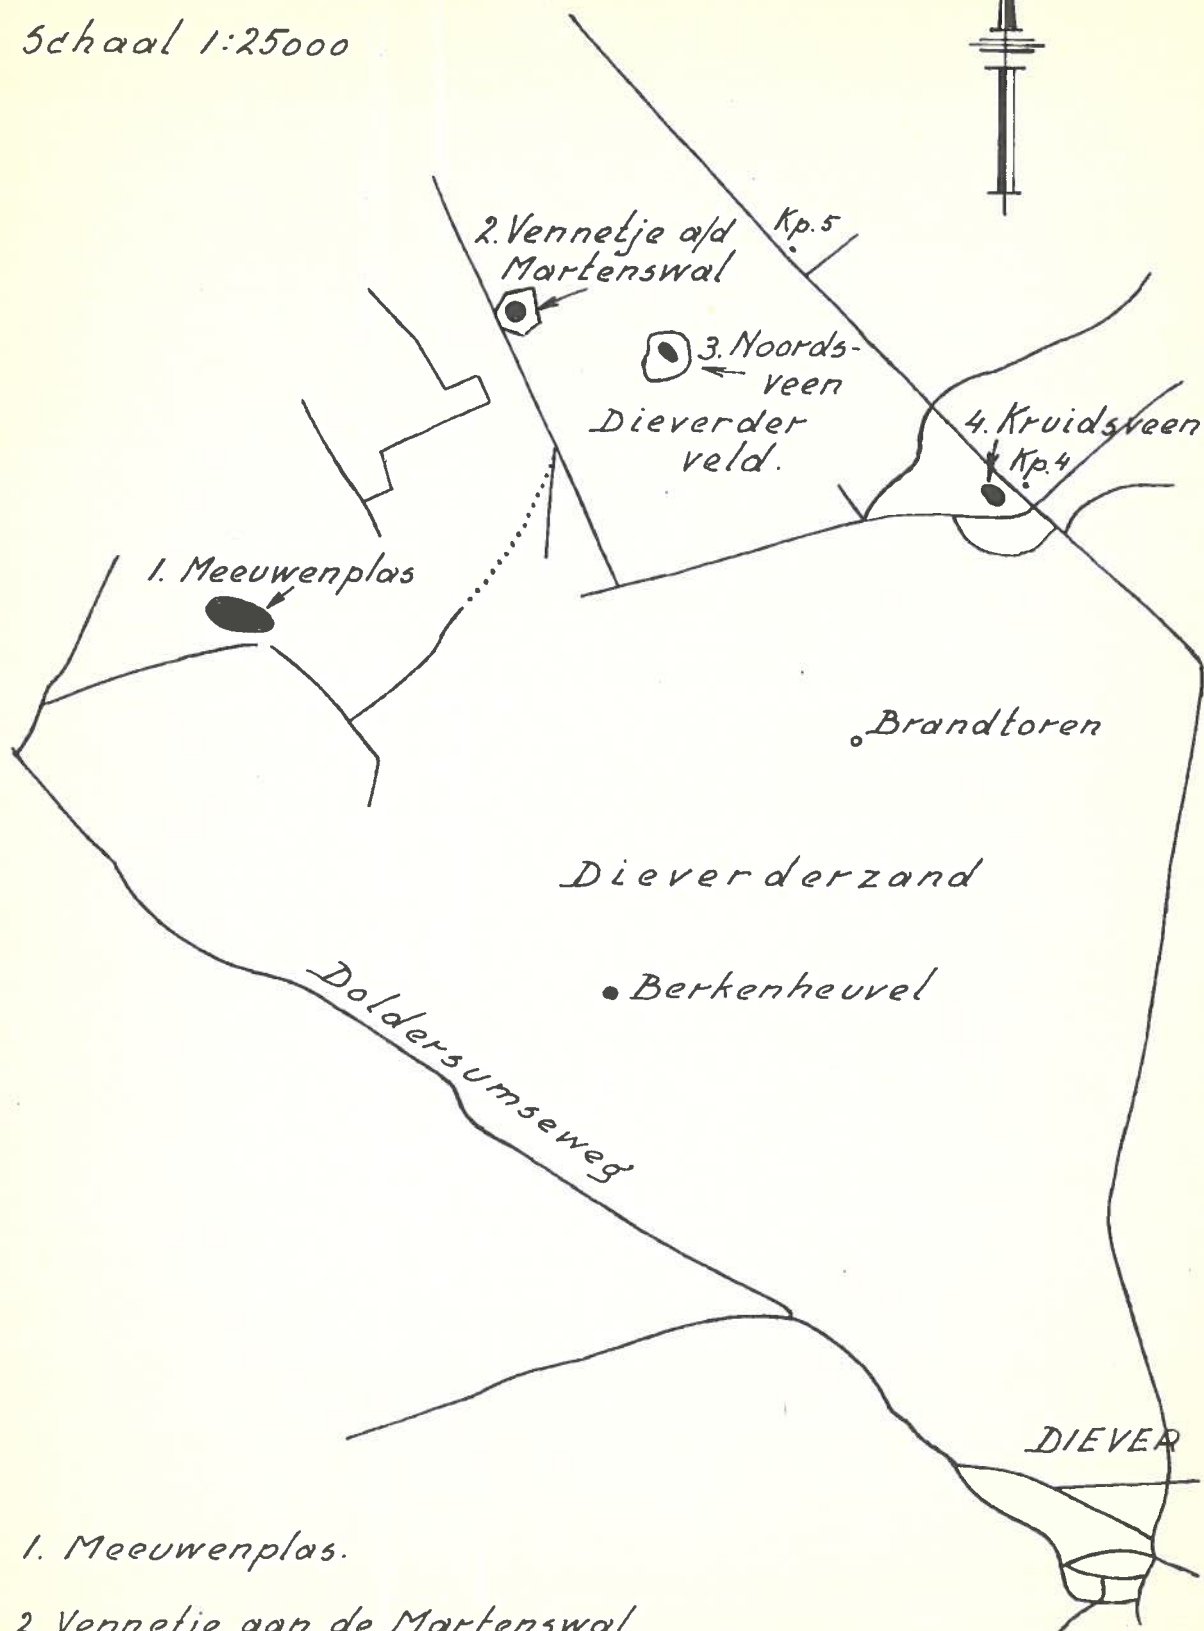 Schaal 1:25000
Kp. 5
2. Vennetje a/d
Martenswal
3. Noords-
veen
Dieverder
veld.
4. Kruidsveen
Kp. 4
1. Meeuwenplas
Brandtoren
Dieverderzand
Berkenheuvel
Doldersumseweg
DIEVER
1. Meeuwenplas.
2. Vennetje aan de Martenswal